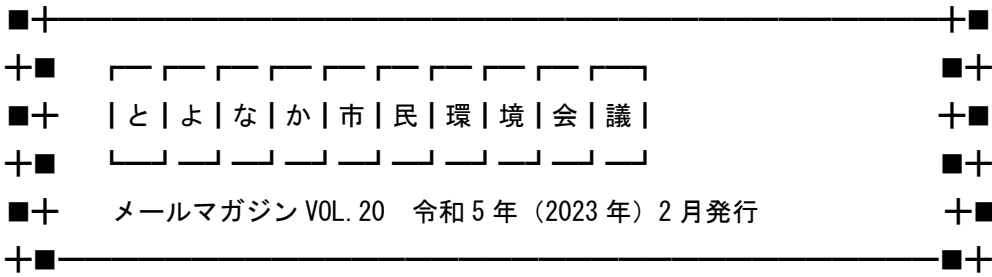 ■╋━━━━━━━━━━━━━━━━━━━━━━━━━━━━━━━━━╋■
╋■　┏━┏━┏━┏━┏━┏━┏━┏━┏━┏━┓　■╋
■╋　┃と┃よ┃な┃か┃市┃民┃環┃境┃会┃議┃　╋■
╋■　┗━┛━┛━┛━┛━┛━┛━┛━┛━┛━┛　■╋
■╋　メールマガジン VOL.20　令和5年（2023年）2月発行　╋■
╋■━━━━━━━━━━━━━━━━━━━━━━━━━━━━━━━━━■╋